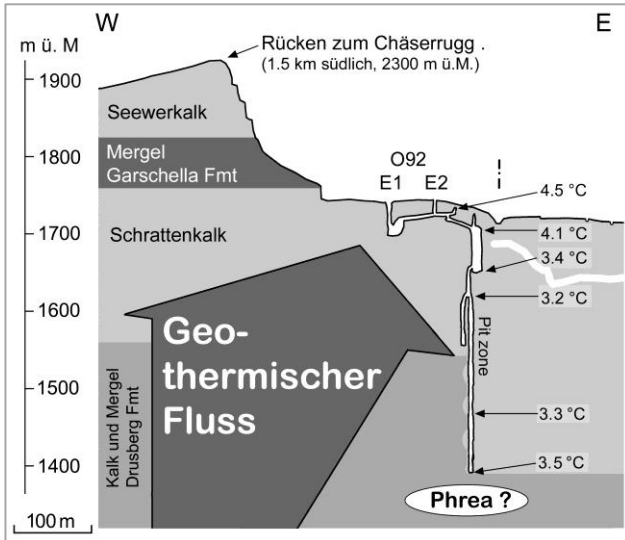 W
E
m ü. M
Rücken zum Chäserrugg .
(1.5 km südlich, 2300 m ü.M.)
1900
Seewerkalk
1800
Mergel
Garschella Fmt
O92
E1
E2
4.5 °C
1700
Schrattenkalk
4.1 °C
3.4 °C
1600
3.2 °C
Geo-
thermischer
Fluss
Pit zone
1500
Kalk und Mergel
Drusberg Fmt
3.3 °C
1400
3.5 °C
Phrea ?
100 m